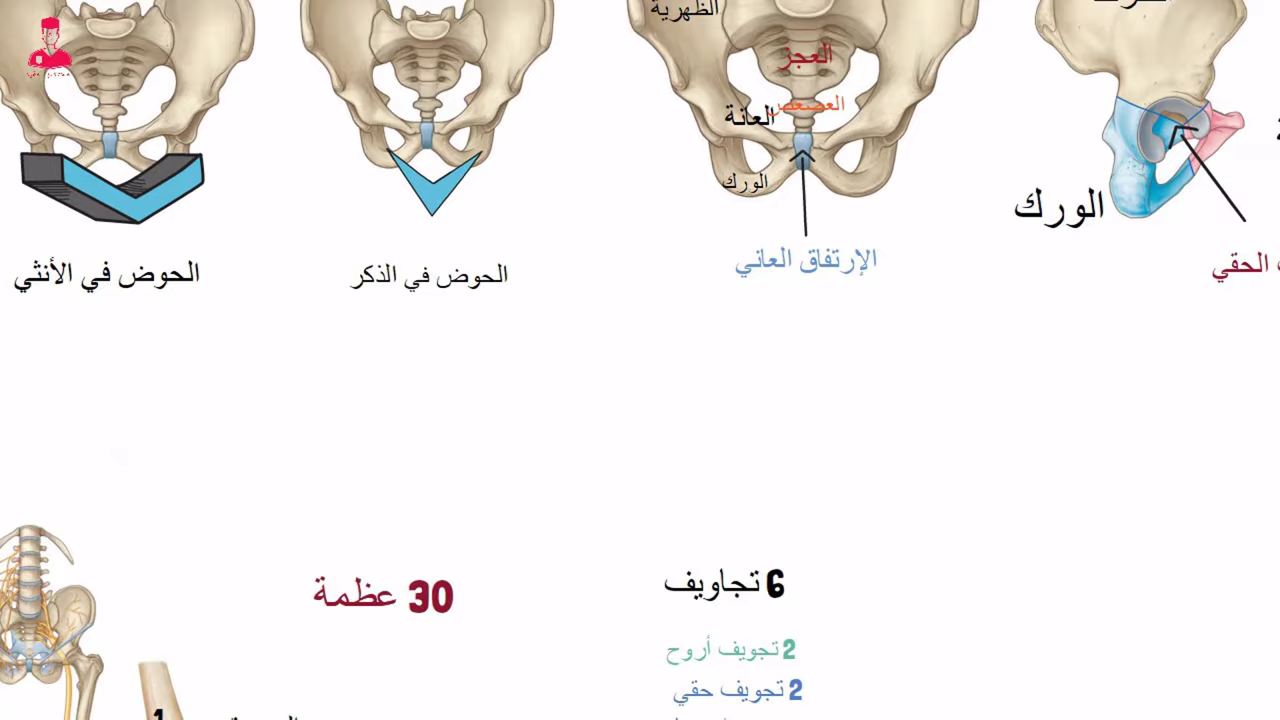 الظهرية
العجز
العصعص
العانة
الورك
الورك
الإرتفاق العاني
الحقي
الحوض في الذكر
الحوض في الأنثي
6 تجاويف
30 عظمة
2 تجويف أروح
2 تجويف حقي
1